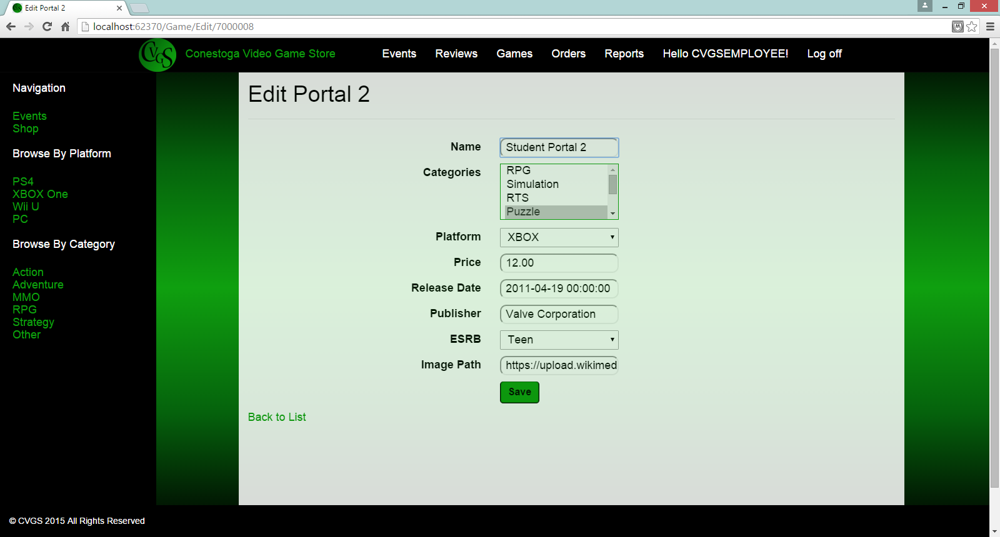 Edit Portal 2
localhost:62370/Game/Edit/7000008
CVGS Conestoga Video Game Store Events Reviews Games Orders Reports Hello CVGSEMPLOYEE! Log off
Navigation
Events
Shop
Browse By Platform
PS4
XBOX One
Wii U
PC
Browse By Category
Action
Adventure
MMO
RPG
Strategy
Other
Edit Portal 2
Name Student Portal 2
Categories RPG
Simulation
RTS
Puzzle
Platform XBOX
Price 12.00
Release Date 2011-04-19 00:00:00
Publisher Valve Corporation
ESRB Teen
Image Path https://upload.wikimed
Save
Back to List
© CVGS 2015 All Rights Reserved